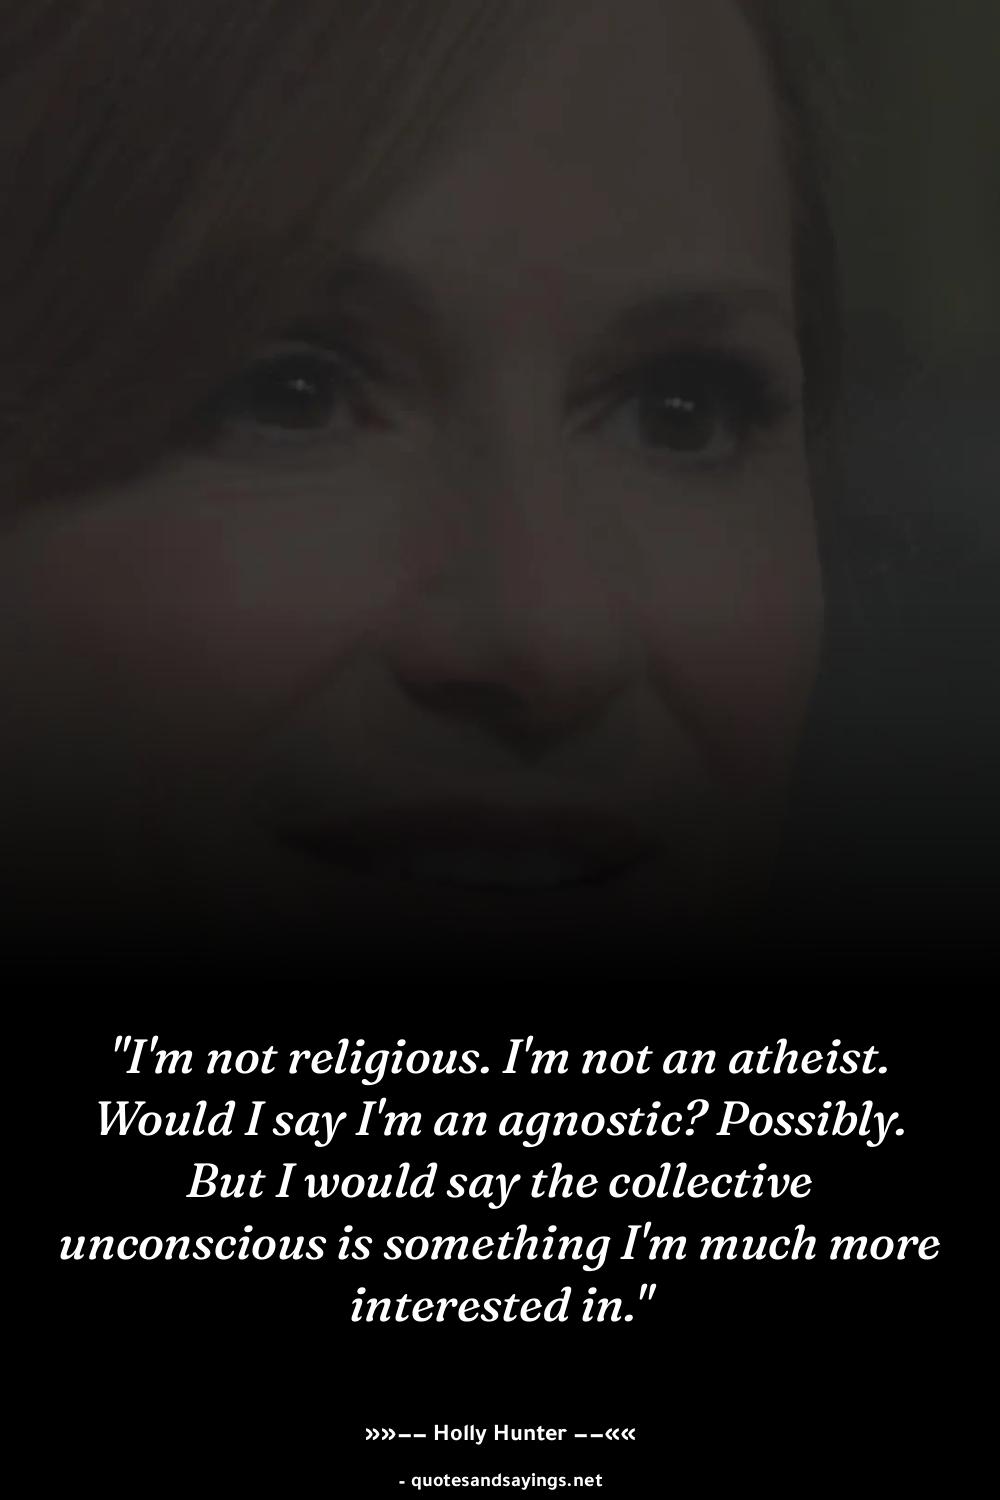 "I'm not religious. I'm not an atheist.
Would I say I'm an agnostic? Possibly.
But I would say the collective
unconscious is something I'm much more
interested in."
»»–– Holly Hunter ––««
- quotesandsayings.net